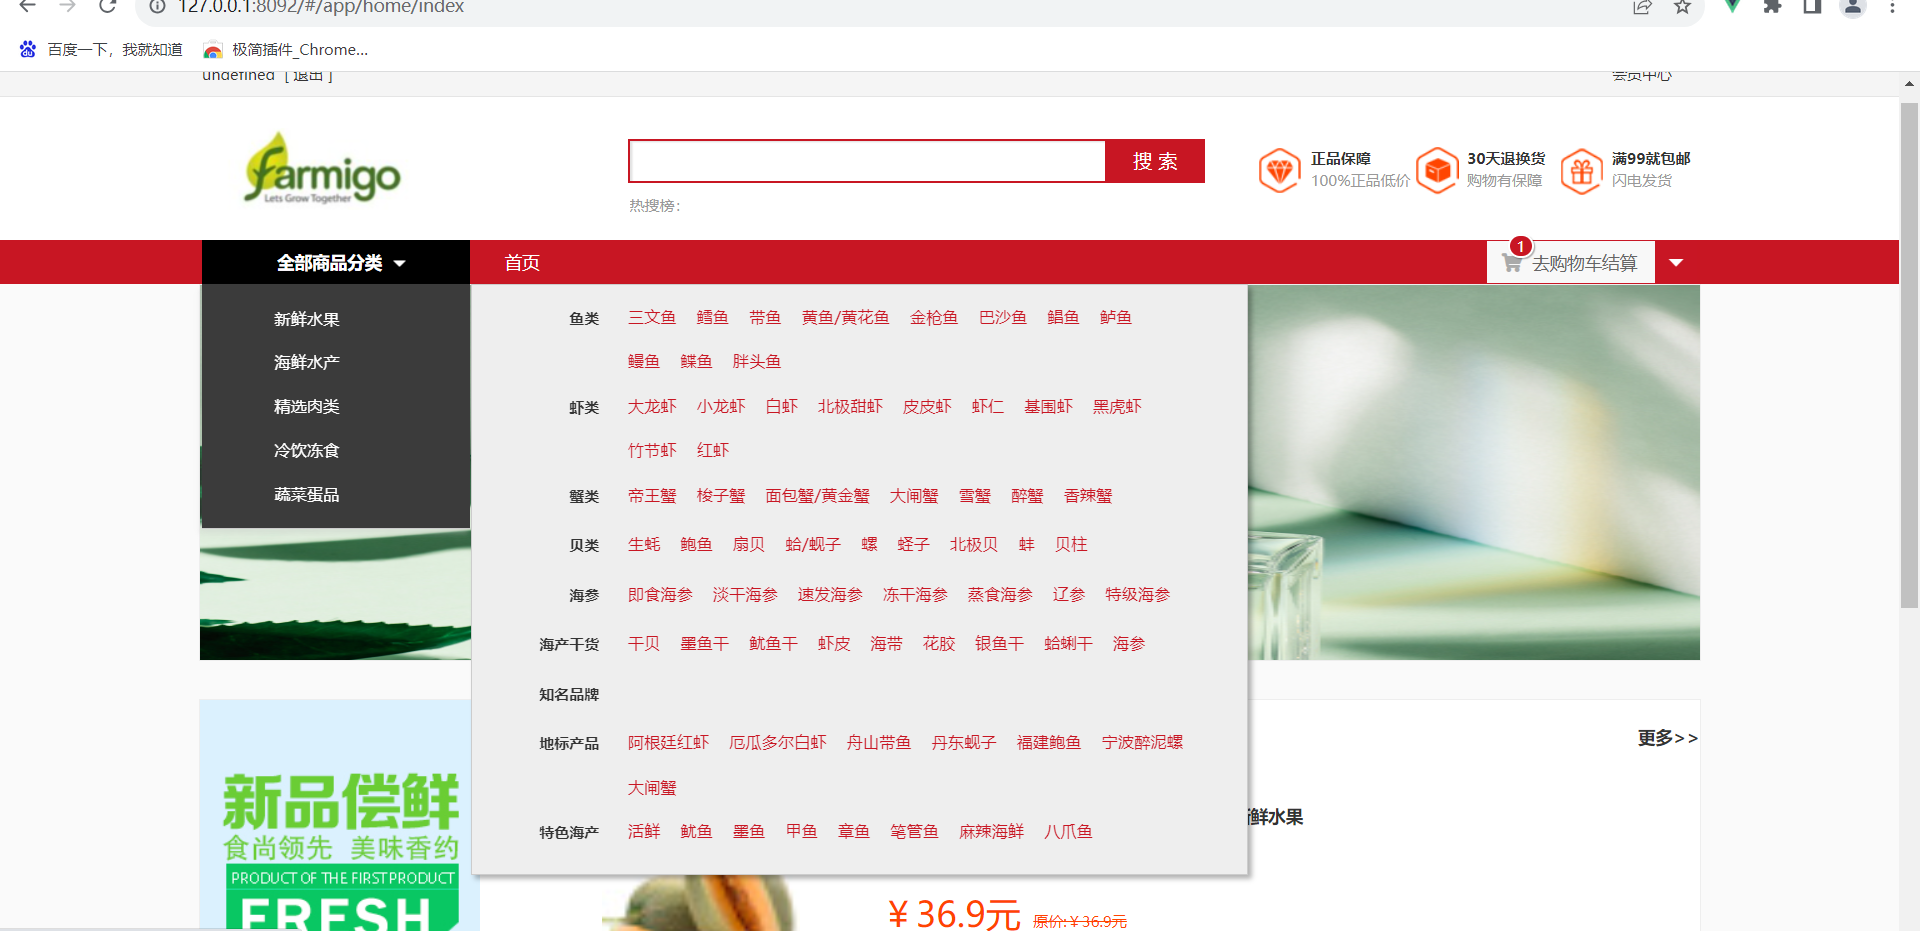 127.0.0.1:8092/#/app/home/index
百度一下，我就知道 极简插件_Chrome...
undefined [ 退出 ] 会员中心
farmigo
Lets Grow Together
搜 索
热搜榜：
正品保障
100%正品低价
30天退换货
购物有保障
满99就包邮
闪电发货
全部商品分类 首页 1 去购物车结算
新鲜水果
海鲜水产
精选肉类
冷饮冻食
蔬菜蛋品
鱼类 三文鱼 鳕鱼 带鱼 黄鱼/黄花鱼 金枪鱼 巴沙鱼 鲳鱼 鲈鱼
鳗鱼 鲽鱼 胖头鱼
虾类 大龙虾 小龙虾 白虾 北极甜虾 皮皮虾 虾仁 基围虾 黑虎虾
竹节虾 红虾
蟹类 帝王蟹 梭子蟹 面包蟹/黄金蟹 大闸蟹 雪蟹 醉蟹 香辣蟹
贝类 生蚝 鲍鱼 扇贝 蛤/蚬子 螺 蛏子 北极贝 蚌 贝柱
海参 即食海参 淡干海参 速发海参 冻干海参 蒸食海参 辽参 特级海参
海产干货 干贝 墨鱼干 鱿鱼干 虾皮 海带 花胶 银鱼干 蛤蜊干 海参
知名品牌
地标产品 阿根廷红虾 厄瓜多尔白虾 舟山带鱼 丹东蚬子 福建鲍鱼 宁波醉泥螺
大闸蟹
特色海产 活鲜 鱿鱼 墨鱼 甲鱼 章鱼 笔管鱼 麻辣海鲜 八爪鱼
更多>>
鲜水果
新品偿鲜
食尚领先 美味香约
PRODUCT OF THE FIRSTPRODUCT
FRESH
￥36.9元 原价:￥36.9元